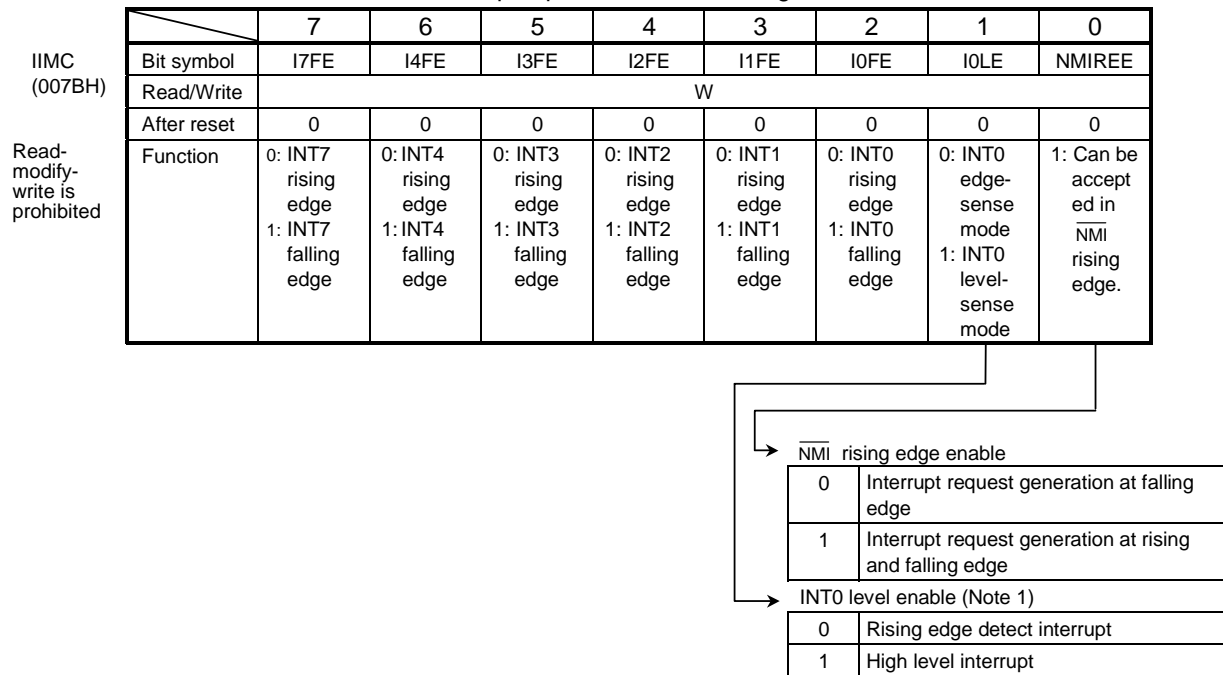 7 6 5 4 3 2 1 0
IIMC
(007BH)
Bit symbol I7FE I4FE I3FE I2FE I1FE I0FE I0LE NMIREE
Read/Write W
After reset 0 0 0 0 0 0 0 0
Read-
modify-
write is
prohibited
Function
0: INT7
rising
edge
1: INT7
falling
edge
0: INT4
rising
edge
1: INT4
falling
edge
0: INT3
rising
edge
1: INT3
falling
edge
0: INT2
rising
edge
1: INT2
falling
edge
0: INT1
rising
edge
1: INT1
falling
edge
0: INT0
rising
edge
1: INT0
falling
edge
0: INT0
edge-
sense
mode
1: INT0
level-
sense
mode
1: Can be
accept
ed in
NMI
rising
edge.
NMI rising edge enable
0 Interrupt request generation at falling
edge
1 Interrupt request generation at rising
and falling edge
INT0 level enable (Note 1)
0 Rising edge detect interrupt
1 High level interrupt